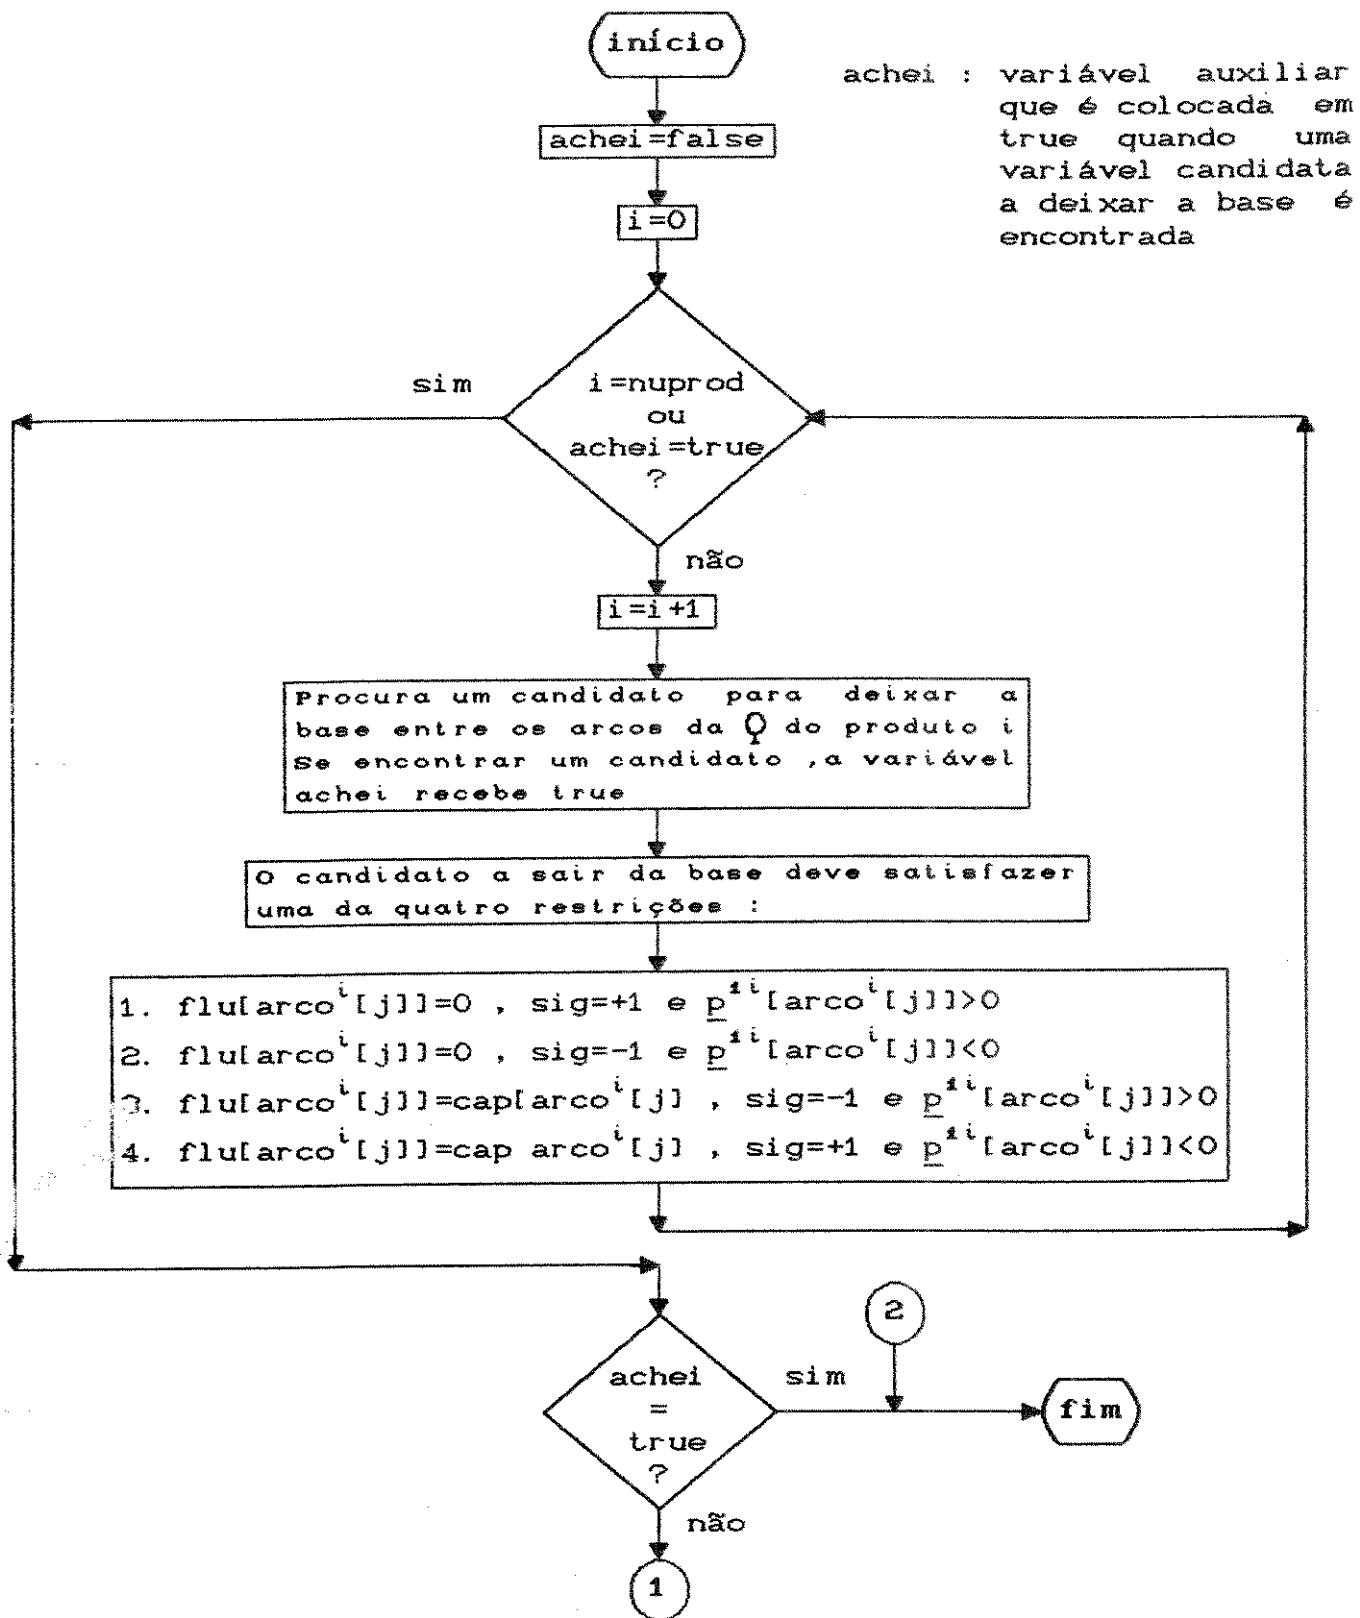 início
achei : variável auxiliar
que é colocada em
true quando uma
variável candidata
a deixar a base é
encontrada
achei=false
i=0
sim
i=nuprod
ou
achei=true
?
não
i=i+1
Procura um candidato para deixar a
base entre os arcos da do produto i
Se encontrar um candidato ,a variável
achei recebe true
O candidato a sair da base deve satisfazer
uma da quatro restrições :
1. flu[arcoⁱ[j]]=0 , sig=+1 e p¹ⁱ[arcoⁱ[j]]>0
2. flu[arcoⁱ[j]]=0 , sig=-1 e p¹ⁱ[arcoⁱ[j]]<0
3. flu[arcoⁱ[j]]=cap[arcoⁱ[j] , sig=-1 e p¹ⁱ[arcoⁱ[j]]>0
4. flu[arcoⁱ[j]]=cap arcoⁱ[j] , sig=+1 e p¹ⁱ[arcoⁱ[j]]<0
2
achei
=
true
?
sim
fim
não
1